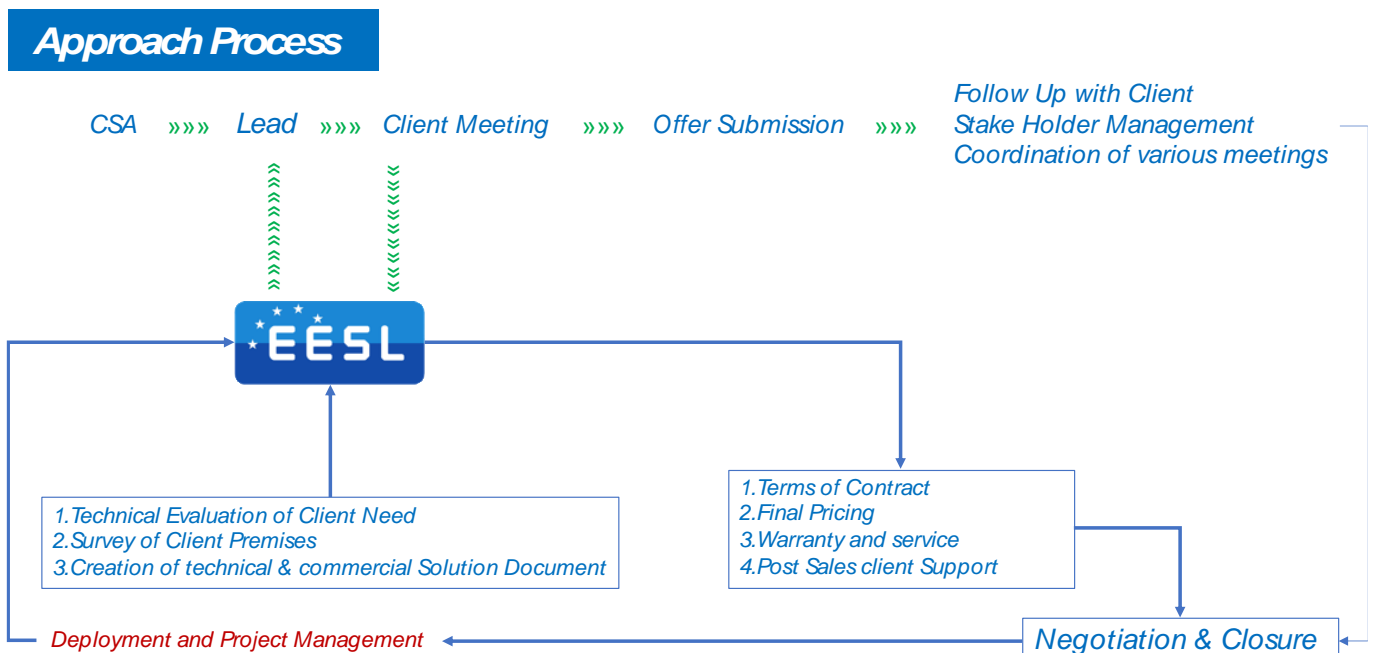 Approach Process
CSA »»» Lead »»» Client Meeting »»» Offer Submission »»»
Follow Up with Client
Stake Holder Management
Coordination of various meetings
EESL
1.Technical Evaluation of Client Need
2.Survey of Client Premises
3.Creation of technical & commercial Solution Document
1.Terms of Contract
2.Final Pricing
3.Warranty and service
4.Post Sales client Support
Deployment and Project Management
Negotiation & Closure